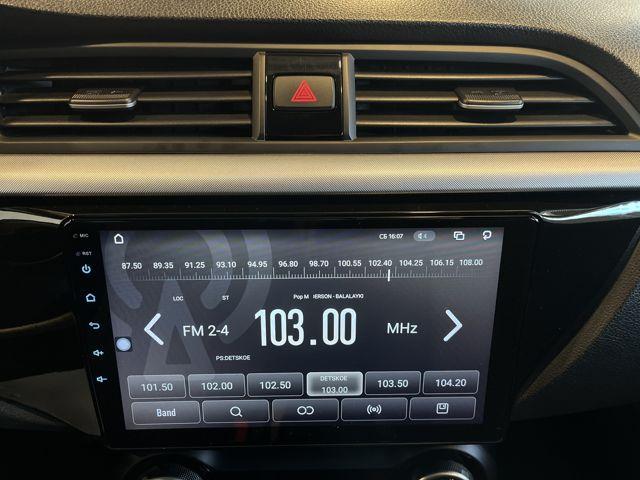 MIC
RST
СБ 16:07
87.50 89.35 91.25 93.10 94.95 96.80 98.70 100.55 102.40 104.25 106.15 108.00
LOC ST Pop M IERSON - BALALAYKI
FM 2-4 103.00 MHz
PS:DETSKOE
101.50 102.00 102.50 DETSKOE 103.50 104.20
103.00
Band